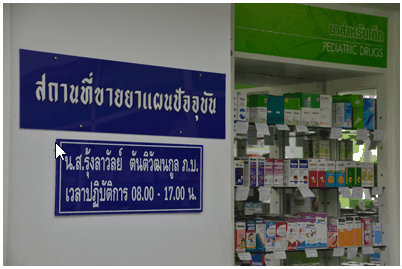 สถานที่ขายยาแผนปัจจุบัน
น.ส.รุ้งลาวัลย์ ตันติวัฒนกูล ภ.บ.
เวลาปฏิบัติการ 08.00 - 17.00 น.
ยาสำหรับเด็ก
PEDIATRIC DRUGS